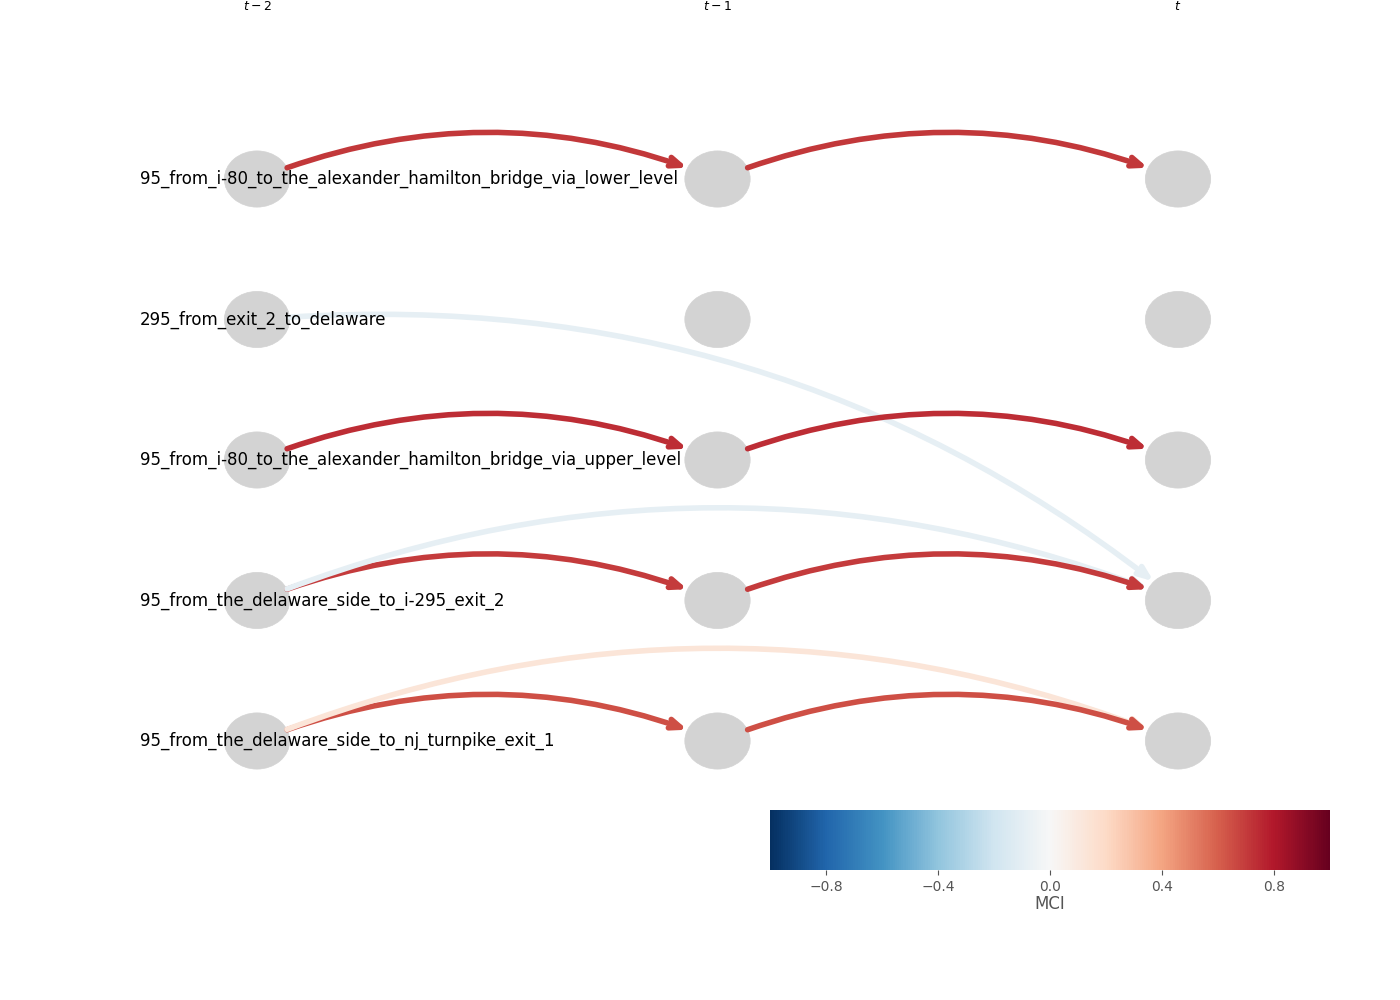 t − 2 t − 1 t
95_from_i-80_to_the_alexander_hamilton_bridge_via_lower_level
295_from_exit_2_to_delaware
95_from_i-80_to_the_alexander_hamilton_bridge_via_upper_level
95_from_the_delaware_side_to_i-295_exit_2
95_from_the_delaware_side_to_nj_turnpike_exit_1
−0.8 −0.4 0.0 0.4 0.8
MCI